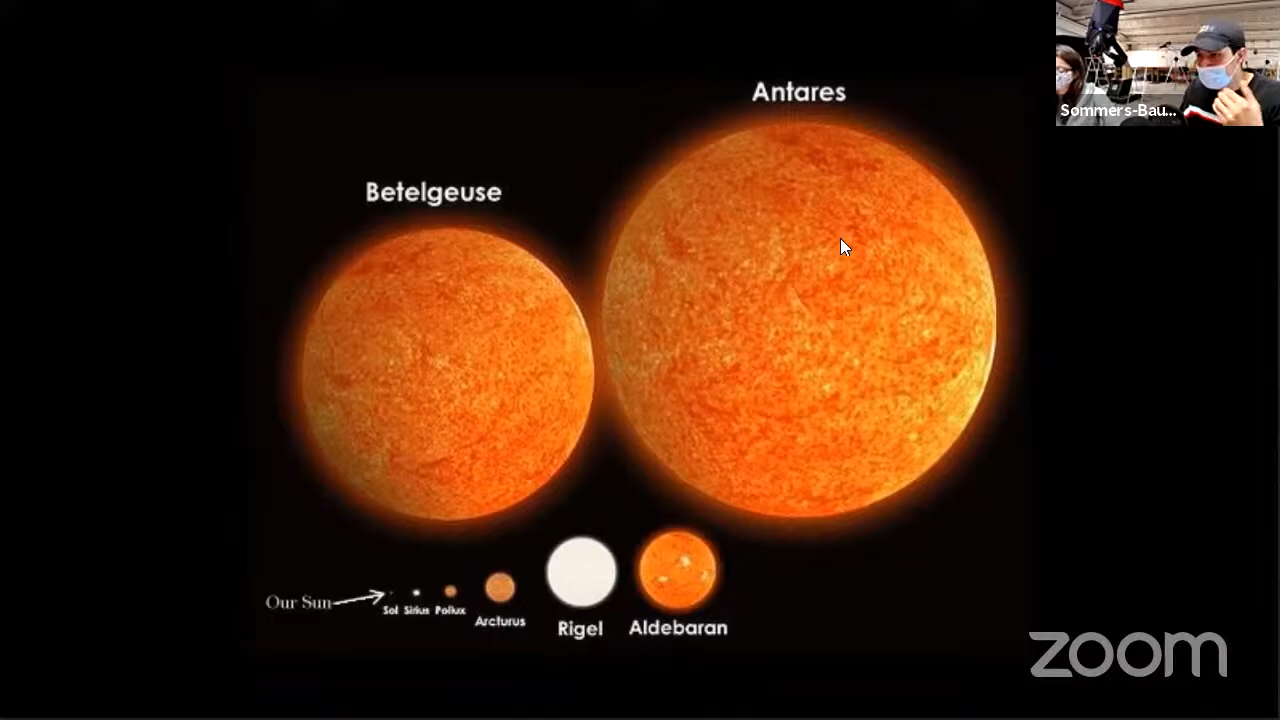 Antares
Sommers-Bau...
Betelgeuse
Our Sun
Sol Sirius Pollux
Arcturus
Rigel
Aldebaran
zoom